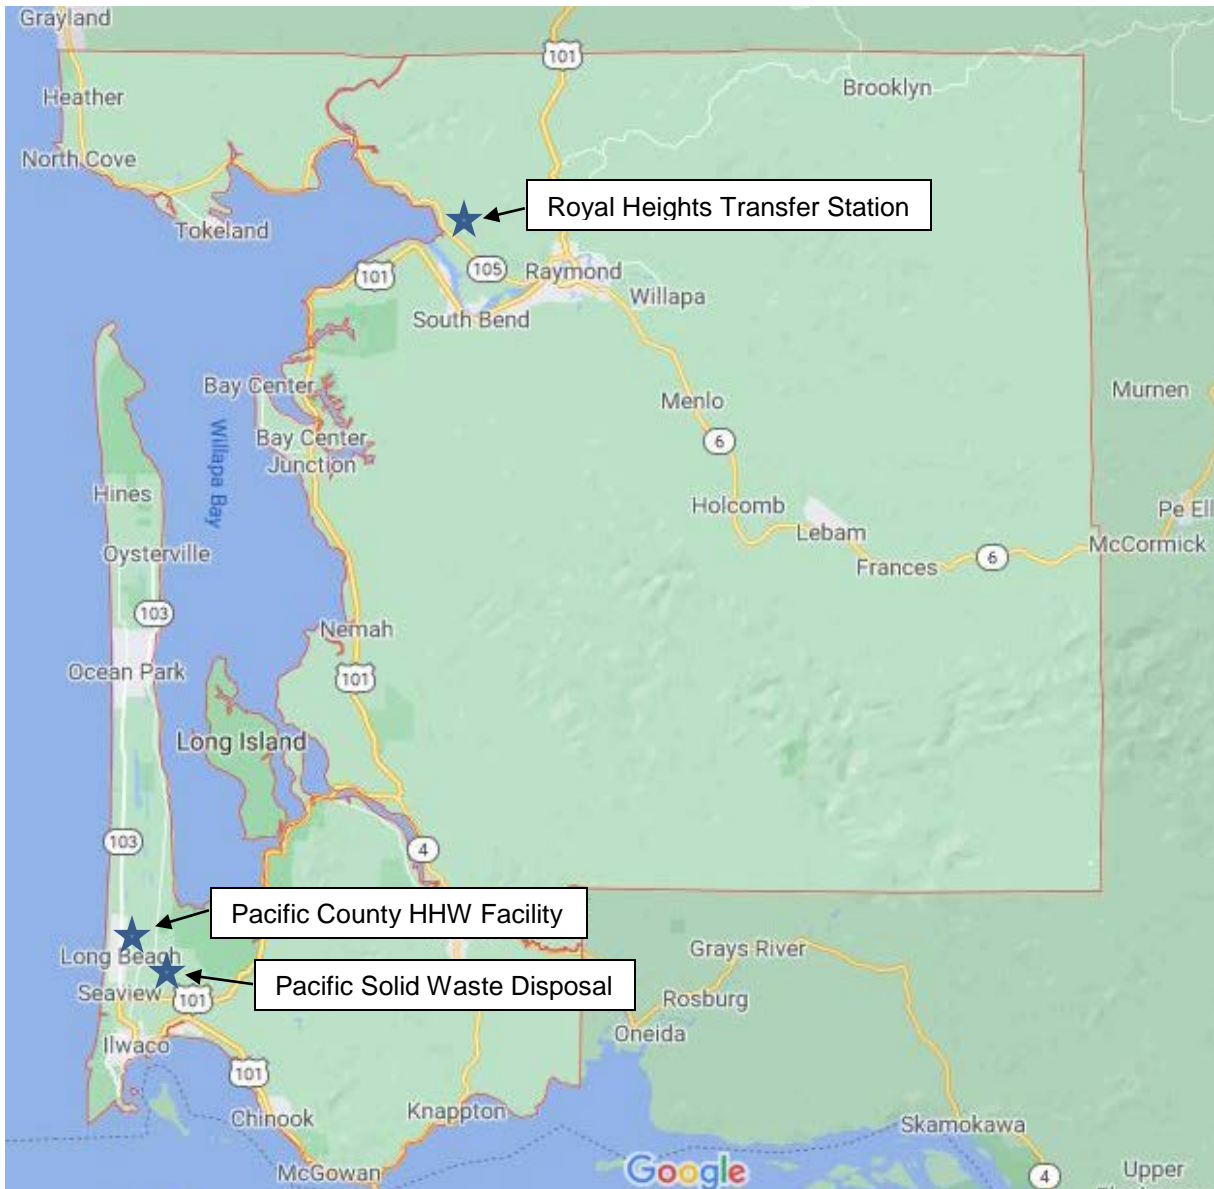 Grayland
101
Brooklyn
Heather
North Cove
Royal Heights Transfer Station
Tokeland
101
105
Raymond
Willapa
South Bend
Bay Center
Menlo
Murnen
Willapa Bay
Bay Center
Junction
6
Hines
Holcomb
Pe Ell
Lebam
Oysterville
McCormick
Frances
6
103
Nemah
Ocean Park
101
Long Island
103
4
Pacific County HHW Facility
Long Beach
Grays River
Pacific Solid Waste Disposal
Seaview
101
Rosburg
Oneida
Ilwaco
101
Chinook
Knappton
Skamokawa
McGowan
Google
4
Upper